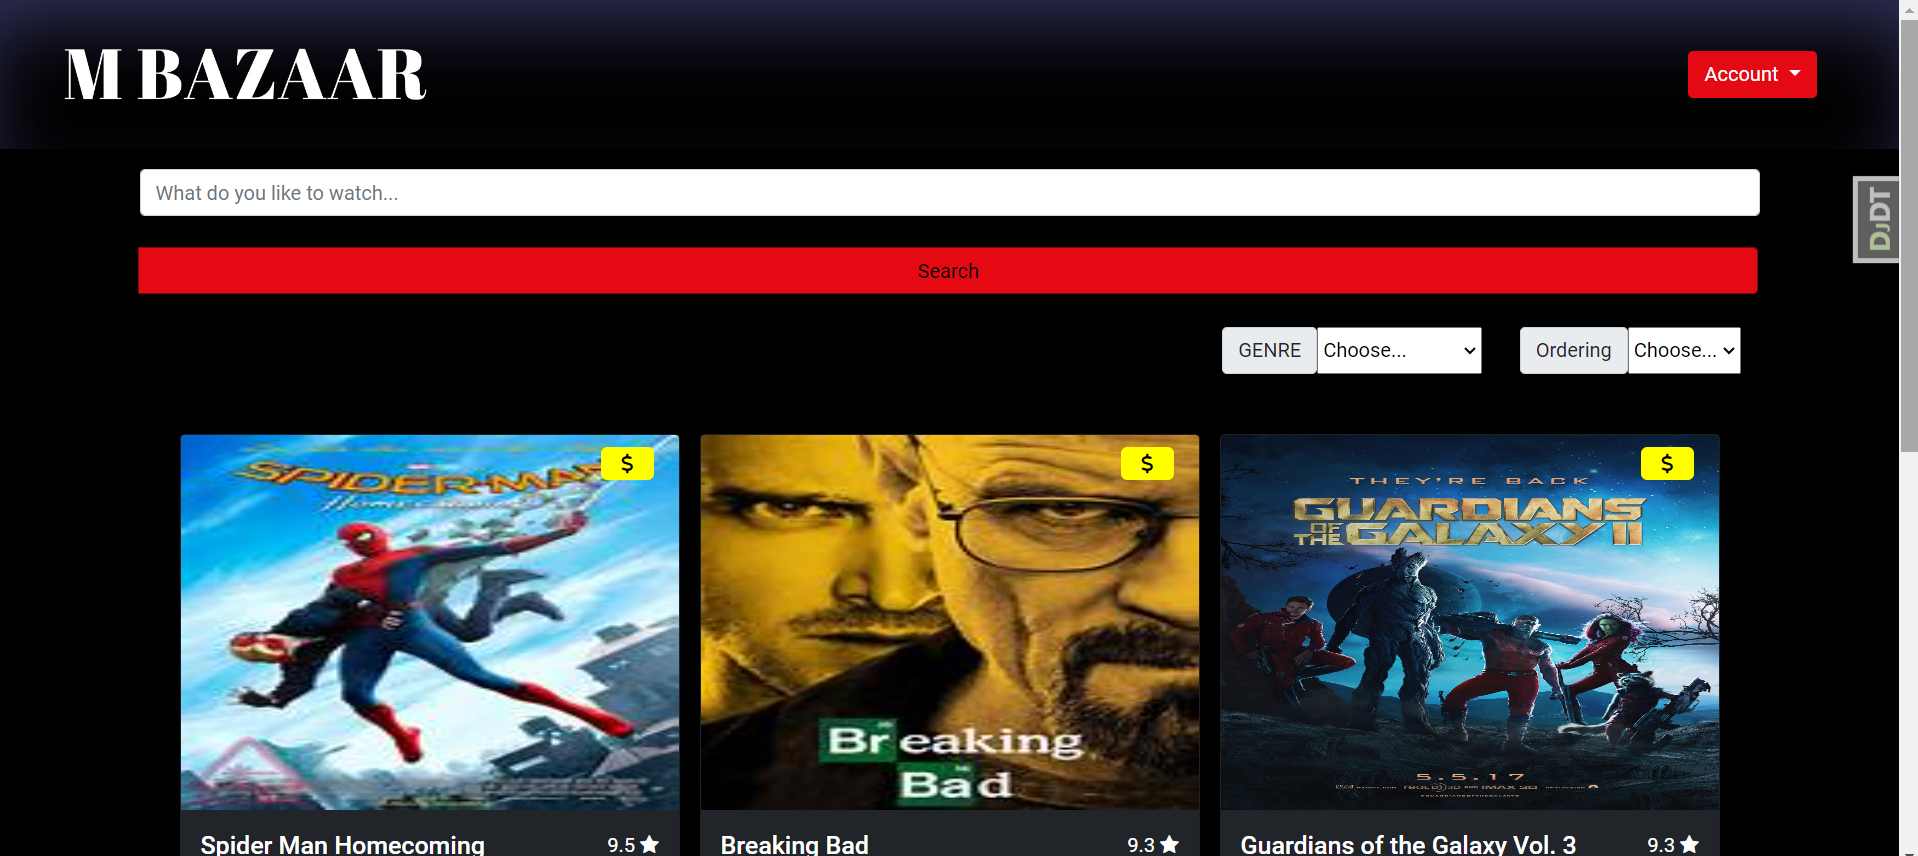 M BAZAAR
Account
What do you like to watch...
DJDT
Search
GENRE
Choose...
Ordering
Choose...
SPIDER-MAN
$
$
THEY'RE BACK
GUARDIANS
OF THE GALAXY II
$
Breaking
Bad
5.5.17
Spider Man Homecoming
9.5
Breaking Bad
9.3
Guardians of the Galaxy Vol. 3
9.3